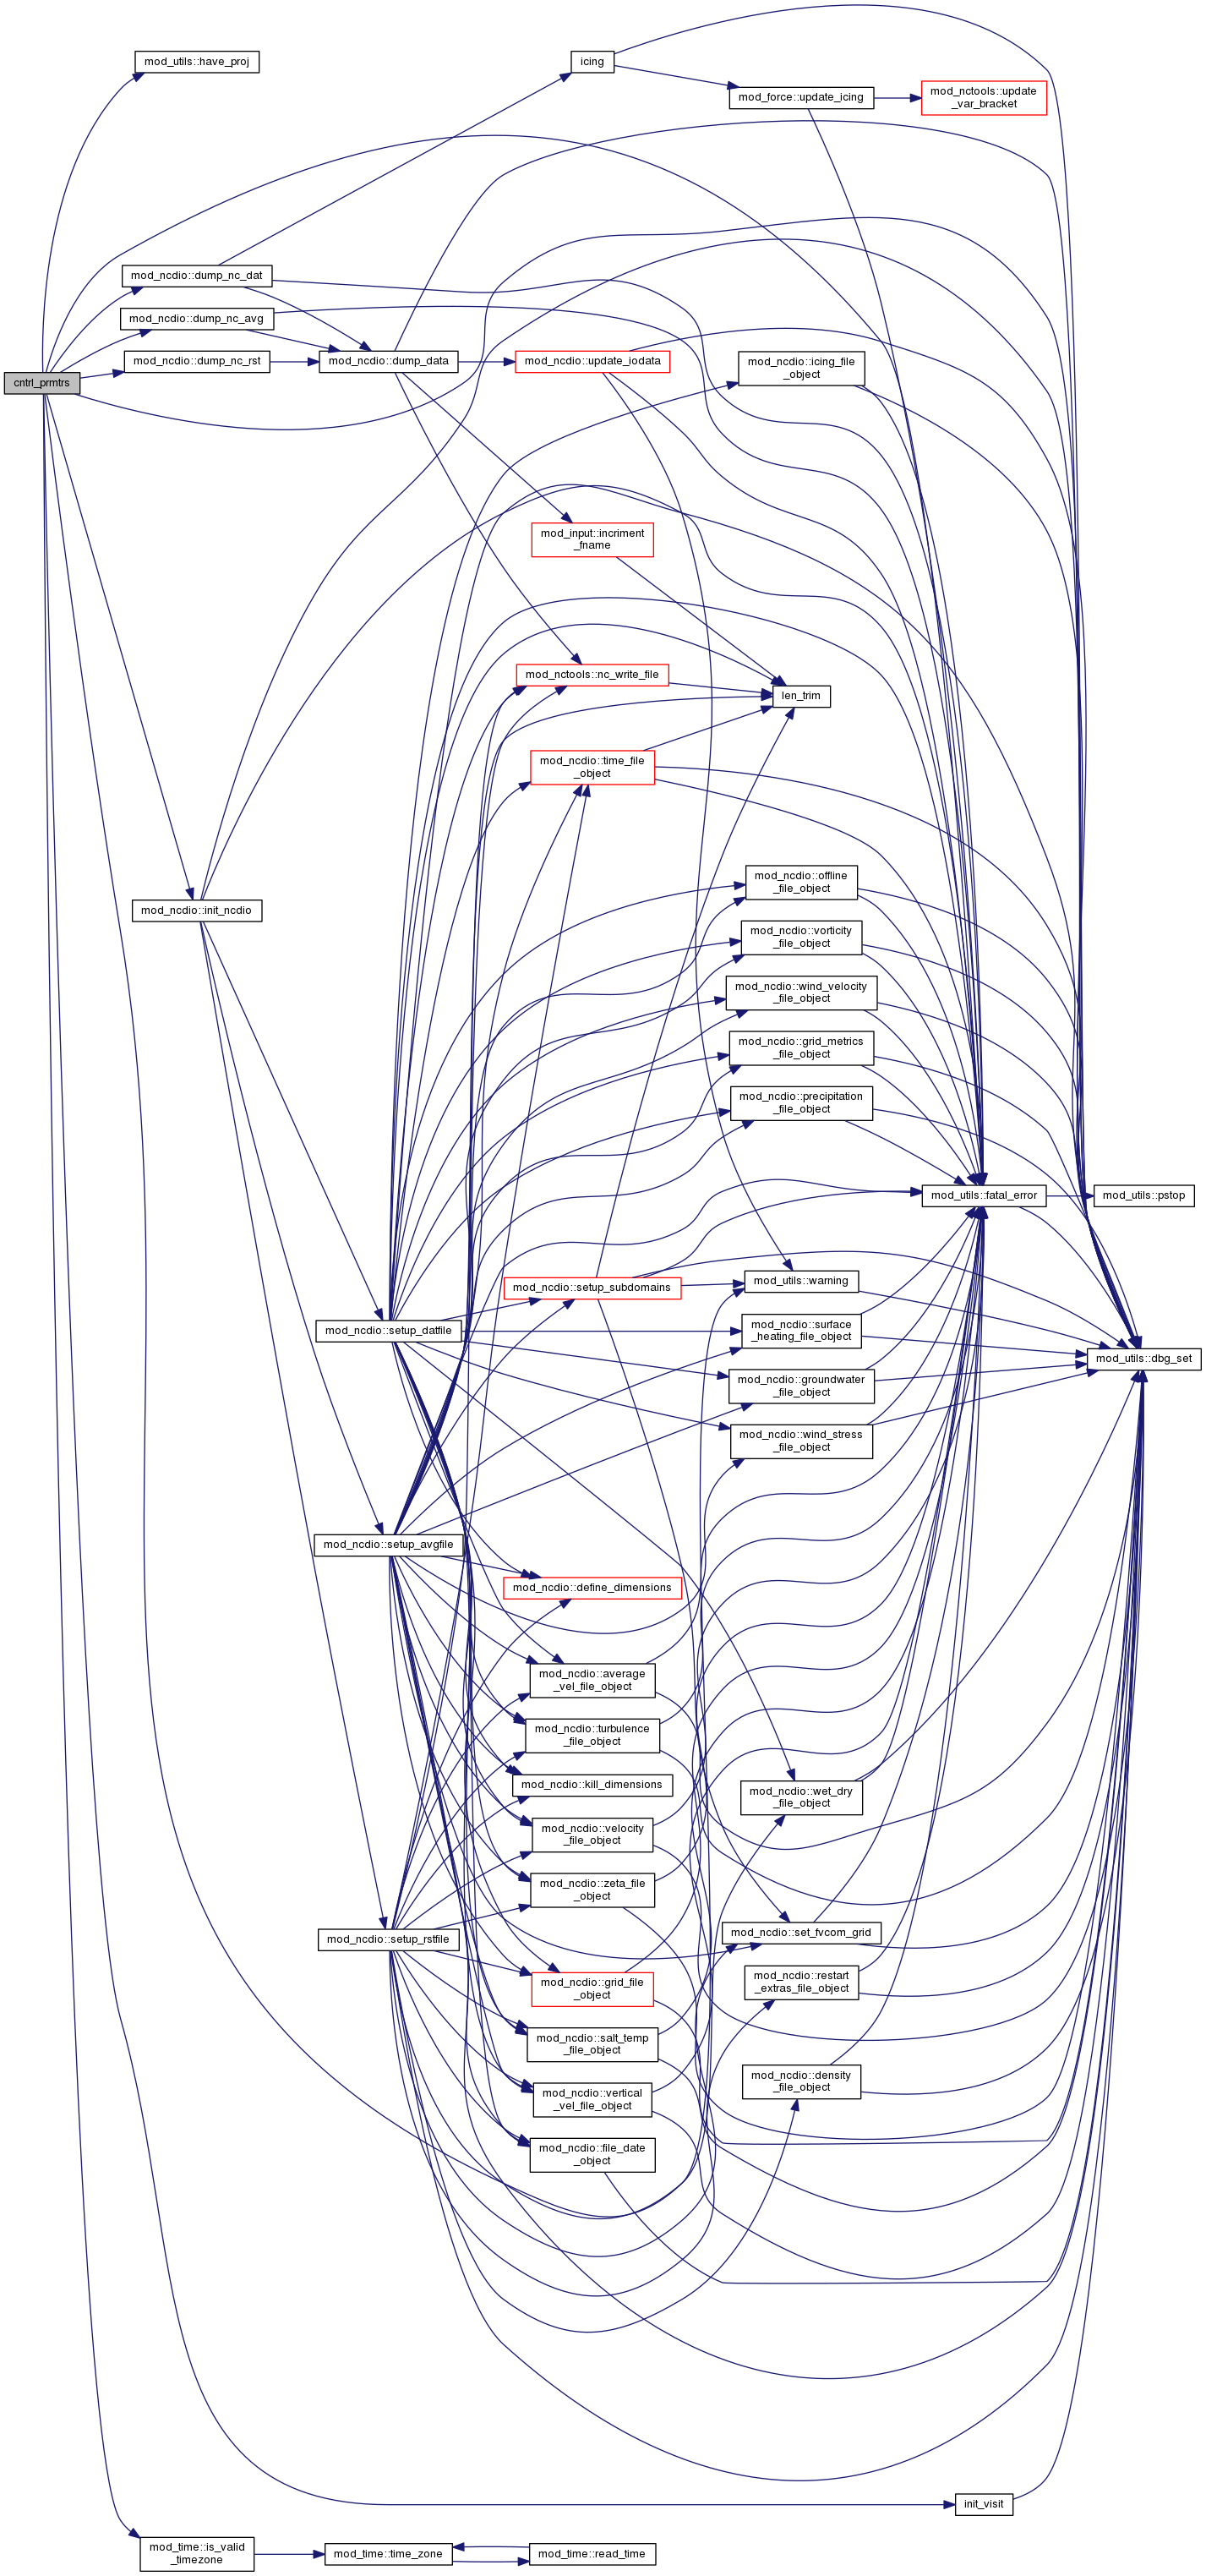 mod_utils::have_proj
icing
mod_force::update_icing
mod_nctools::update
_var_bracket
mod_ncdio::dump_nc_dat
mod_ncdio::dump_nc_avg
mod_ncdio::dump_nc_rst
mod_ncdio::dump_data
mod_ncdio::update_iodata
mod_ncdio::icing_file
_object
cntrl_prmtrs
mod_input::incriment
_fname
mod_nctools::nc_write_file
len_trim
mod_ncdio::time_file
_object
mod_ncdio::offline
_file_object
mod_ncdio::init_ncdio
mod_ncdio::vorticity
_file_object
mod_ncdio::wind_velocity
_file_object
mod_ncdio::grid_metrics
_file_object
mod_ncdio::precipitation
_file_object
mod_utils::fatal_error
mod_utils::pstop
mod_utils::warning
mod_ncdio::setup_subdomains
mod_ncdio::setup_datfile
mod_ncdio::surface
_heating_file_object
mod_utils::dbg_set
mod_ncdio::groundwater
_file_object
mod_ncdio::wind_stress
_file_object
mod_ncdio::setup_avgfile
mod_ncdio::define_dimensions
mod_ncdio::average
_vel_file_object
mod_ncdio::turbulence
_file_object
mod_ncdio::kill_dimensions
mod_ncdio::wet_dry
_file_object
mod_ncdio::velocity
_file_object
mod_ncdio::zeta_file
_object
mod_ncdio::set_fvcom_grid
mod_ncdio::setup_rstfile
mod_ncdio::grid_file
_object
mod_ncdio::restart
_extras_file_object
mod_ncdio::salt_temp
_file_object
mod_ncdio::density
_file_object
mod_ncdio::vertical
_vel_file_object
mod_ncdio::file_date
_object
init_visit
mod_time::is_valid
_timezone
mod_time::time_zone
mod_time::read_time